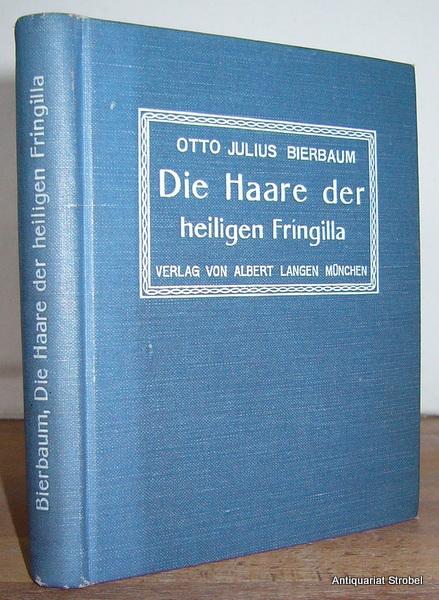 Bierbaum, Die Haare der heiligen Fringilla
OTTO JULIUS BIERBAUM
Die Haare der
heiligen Fringilla
VERLAG VON ALBERT LANGEN MÜNCHEN
Antiquariat Strobel